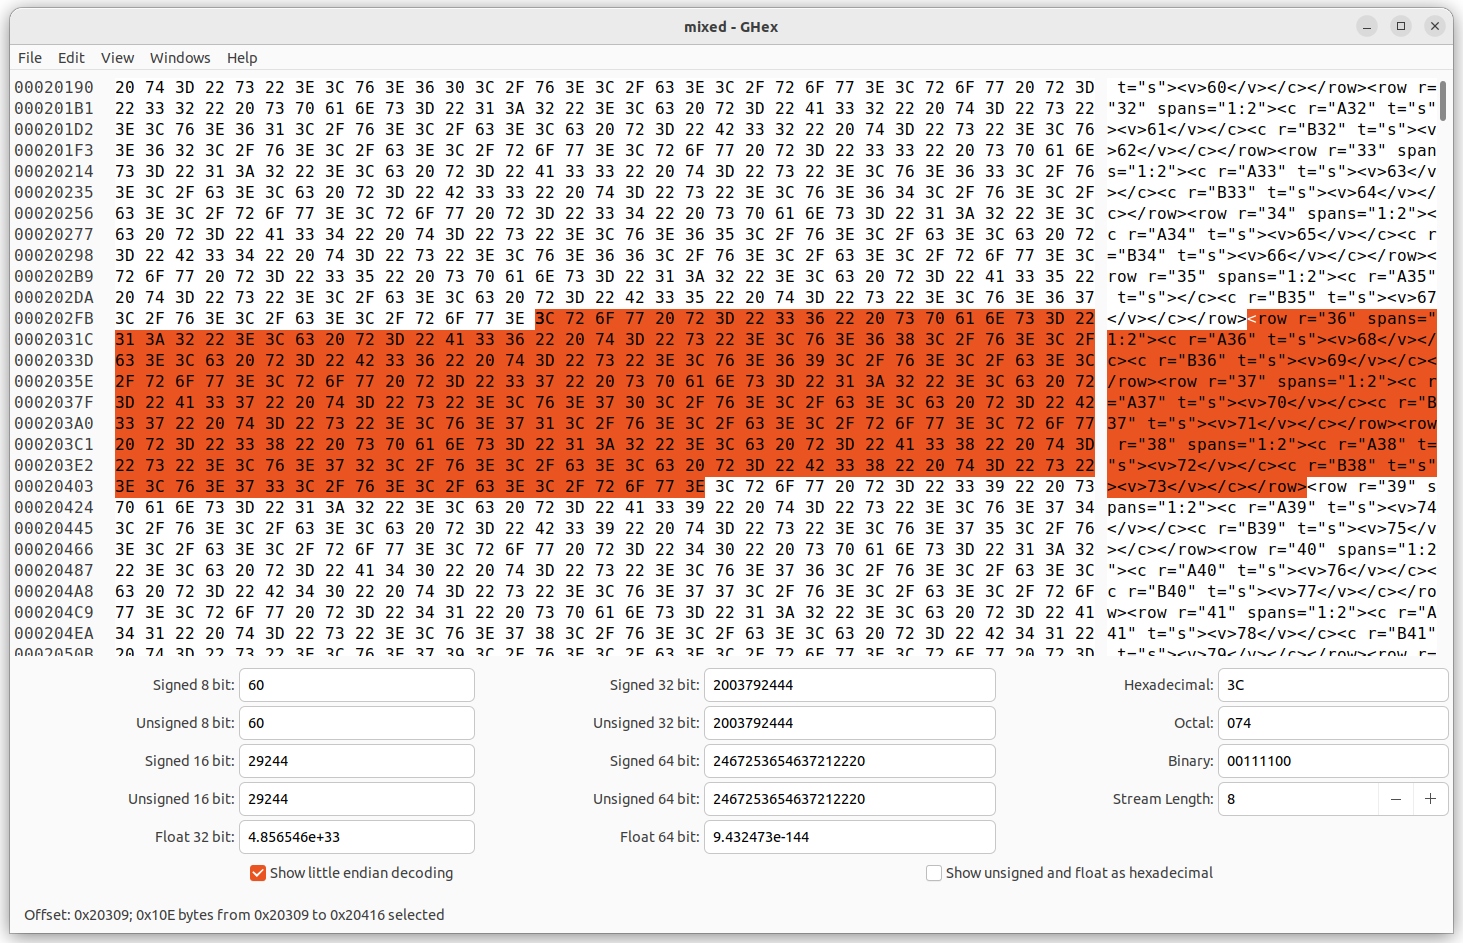 mixed - GHex
File Edit View Windows Help
00020190 20 74 3D 22 73 22 3E 3C 76 3E 36 30 3C 2F 76 3E 3C 2F 63 3E 3C 2F 72 6F 77 3E 3C 72 6F 77 20 72 3D  t="s"><v>60</v></c></row><row r=
000201B1 22 33 32 22 20 73 70 61 6E 73 3D 22 31 3A 32 22 3E 3C 63 20 72 3D 22 41 33 32 22 20 74 3D 22 73 22 "32" spans="1:2"><c r="A32" t="s"
000201D2 3E 3C 76 3E 36 31 3C 2F 76 3E 3C 2F 63 3E 3C 63 20 72 3D 22 42 33 32 22 20 74 3D 22 73 22 3E 3C 76 ><v>61</v></c><c r="B32" t="s"><v
000201F3 3E 36 32 3C 2F 76 3E 3C 2F 63 3E 3C 2F 72 6F 77 3E 3C 72 6F 77 20 72 3D 22 33 33 22 20 73 70 61 6E >62</v></c></row><row r="33" span
00020214 73 3D 22 31 3A 32 22 3E 3C 63 20 72 3D 22 41 33 33 22 20 74 3D 22 73 22 3E 3C 76 3E 36 33 3C 2F 76 s="1:2"><c r="A33" t="s"><v>63</v
00020235 3E 3C 2F 63 3E 3C 63 20 72 3D 22 42 33 33 22 20 74 3D 22 73 22 3E 3C 76 3E 36 34 3C 2F 76 3E 3C 2F ></c><c r="B33" t="s"><v>64</v></
00020256 63 3E 3C 2F 72 6F 77 3E 3C 72 6F 77 20 72 3D 22 33 34 22 20 73 70 61 6E 73 3D 22 31 3A 32 22 3E 3C c></row><row r="34" spans="1:2"><
00020277 63 20 72 3D 22 41 33 34 22 20 74 3D 22 73 22 3E 3C 76 3E 36 35 3C 2F 76 3E 3C 2F 63 3E 3C 63 20 72 c r="A34" t="s"><v>65</v></c><c r
00020298 3D 22 42 33 34 22 20 74 3D 22 73 22 3E 3C 76 3E 36 36 3C 2F 76 3E 3C 2F 63 3E 3C 2F 72 6F 77 3E 3C ="B34" t="s"><v>66</v></c></row><
000202B9 72 6F 77 20 72 3D 22 33 35 22 20 73 70 61 6E 73 3D 22 31 3A 32 22 3E 3C 63 20 72 3D 22 41 33 35 22 row r="35" spans="1:2"><c r="A35"
000202DA 20 74 3D 22 73 22 3E 3C 2F 63 3E 3C 63 20 72 3D 22 42 33 35 22 20 74 3D 22 73 22 3E 3C 76 3E 36 37  t="s"></c><c r="B35" t="s"><v>67
000202FB 3C 2F 76 3E 3C 2F 63 3E 3C 2F 72 6F 77 3E 3C 72 6F 77 20 72 3D 22 33 36 22 20 73 70 61 6E 73 3D 22 </v></c></row><row r="36" spans="
0002031C 31 3A 32 22 3E 3C 63 20 72 3D 22 41 33 36 22 20 74 3D 22 73 22 3E 3C 76 3E 36 38 3C 2F 76 3E 3C 2F 1:2"><c r="A36" t="s"><v>68</v></
0002033D 63 3E 3C 63 20 72 3D 22 42 33 36 22 20 74 3D 22 73 22 3E 3C 76 3E 36 39 3C 2F 76 3E 3C 2F 63 3E 3C c><c r="B36" t="s"><v>69</v></c><
0002035E 2F 72 6F 77 3E 3C 72 6F 77 20 72 3D 22 33 37 22 20 73 70 61 6E 73 3D 22 31 3A 32 22 3E 3C 63 20 72 /row><row r="37" spans="1:2"><c r
0002037F 3D 22 41 33 37 22 20 74 3D 22 73 22 3E 3C 76 3E 37 30 3C 2F 76 3E 3C 2F 63 3E 3C 63 20 72 3D 22 42 ="A37" t="s"><v>70</v></c><c r="B
000203A0 33 37 22 20 74 3D 22 73 22 3E 3C 76 3E 37 31 3C 2F 76 3E 3C 2F 63 3E 3C 2F 72 6F 77 3E 3C 72 6F 77 37" t="s"><v>71</v></c></row><row
000203C1 20 72 3D 22 33 38 22 20 73 70 61 6E 73 3D 22 31 3A 32 22 3E 3C 63 20 72 3D 22 41 33 38 22 20 74 3D  r="38" spans="1:2"><c r="A38" t=
000203E2 22 73 22 3E 3C 76 3E 37 32 3C 2F 76 3E 3C 2F 63 3E 3C 63 20 72 3D 22 42 33 38 22 20 74 3D 22 73 22 "s"><v>72</v></c><c r="B38" t="s"
00020403 3E 3C 76 3E 37 33 3C 2F 76 3E 3C 2F 63 3E 3C 2F 72 6F 77 3E 3C 72 6F 77 20 72 3D 22 33 39 22 20 73 ><v>73</v></c></row><row r="39" s
00020424 70 61 6E 73 3D 22 31 3A 32 22 3E 3C 63 20 72 3D 22 41 33 39 22 20 74 3D 22 73 22 3E 3C 76 3E 37 34 pans="1:2"><c r="A39" t="s"><v>74
00020445 3C 2F 76 3E 3C 2F 63 3E 3C 63 20 72 3D 22 42 33 39 22 20 74 3D 22 73 22 3E 3C 76 3E 37 35 3C 2F 76 </v></c><c r="B39" t="s"><v>75</v
00020466 3E 3C 2F 63 3E 3C 2F 72 6F 77 3E 3C 72 6F 77 20 72 3D 22 34 30 22 20 73 70 61 6E 73 3D 22 31 3A 32 ></c></row><row r="40" spans="1:2
00020487 22 3E 3C 63 20 72 3D 22 41 34 30 22 20 74 3D 22 73 22 3E 3C 76 3E 37 36 3C 2F 76 3E 3C 2F 63 3E 3C "><c r="A40" t="s"><v>76</v></c><
000204A8 63 20 72 3D 22 42 34 30 22 20 74 3D 22 73 22 3E 3C 76 3E 37 37 3C 2F 76 3E 3C 2F 63 3E 3C 2F 72 6F c r="B40" t="s"><v>77</v></c></ro
000204C9 77 3E 3C 72 6F 77 20 72 3D 22 34 31 22 20 73 70 61 6E 73 3D 22 31 3A 32 22 3E 3C 63 20 72 3D 22 41 w><row r="41" spans="1:2"><c r="A
000204EA 34 31 22 20 74 3D 22 73 22 3E 3C 76 3E 37 38 3C 2F 76 3E 3C 2F 63 3E 3C 63 20 72 3D 22 42 34 31 22 41" t="s"><v>78</v></c><c r="B41"
0002050B 20 74 3D 22 73 22 3E 3C 76 3E 37 39 3C 2F 76 3E 3C 2F 63 3E 3C 2F 72 6F 77 3E 3C 72 6F 77 20 72 3D  t="s"><v>79</v></c></row><row r=
Signed 8 bit: 60 Signed 32 bit: 2003792444 Hexadecimal: 3C
Unsigned 8 bit: 60 Unsigned 32 bit: 2003792444 Octal: 074
Signed 16 bit: 29244 Signed 64 bit: 2467253654637212220 Binary: 00111100
Unsigned 16 bit: 29244 Unsigned 64 bit: 2467253654637212220 Stream Length: 8
Float 32 bit: 4.856546e+33 Float 64 bit: 9.432473e-144
Show little endian decoding Show unsigned and float as hexadecimal
Offset: 0x20309; 0x10E bytes from 0x20309 to 0x20416 selected